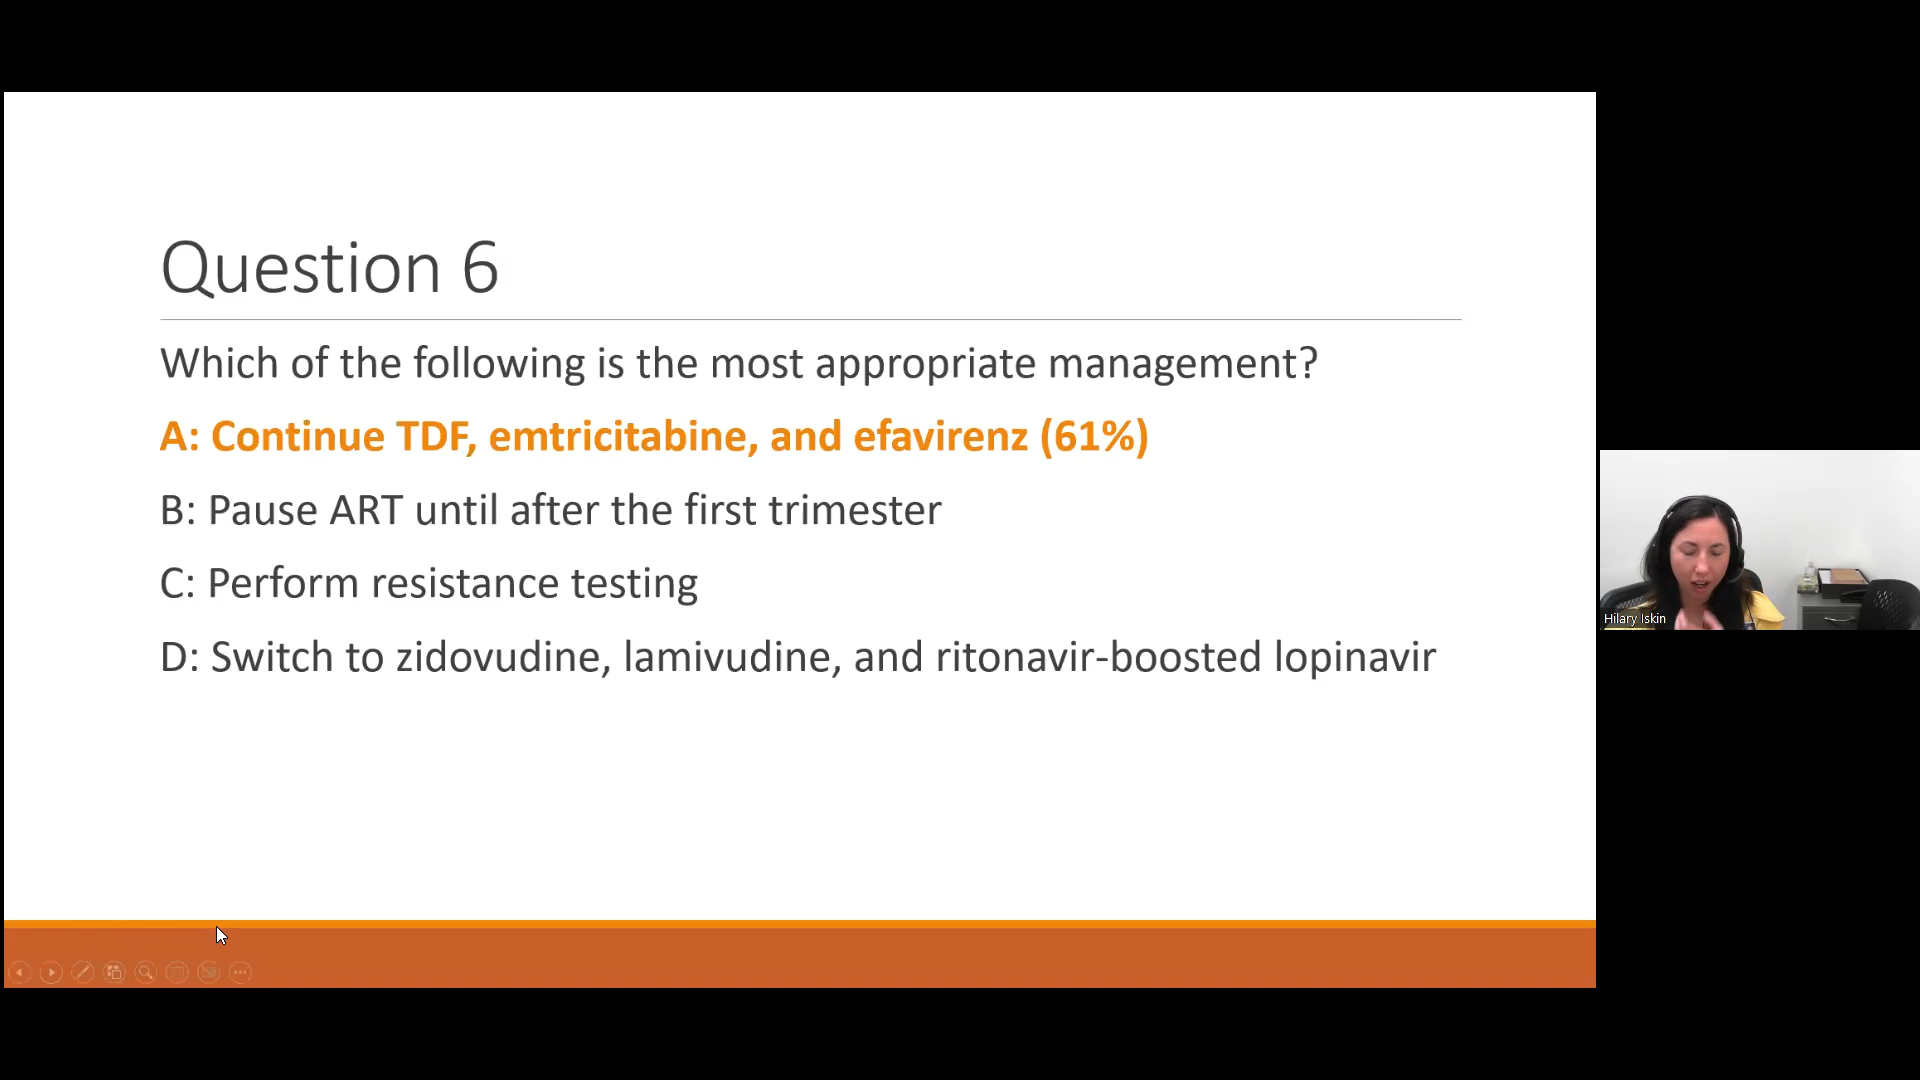 Question 6
Which of the following is the most appropriate management?
A: Continue TDF, emtricitabine, and efavirenz (61%)
B: Pause ART until after the first trimester
C: Perform resistance testing
D: Switch to zidovudine, lamivudine, and ritonavir-boosted lopinavir
Hilary Iskin